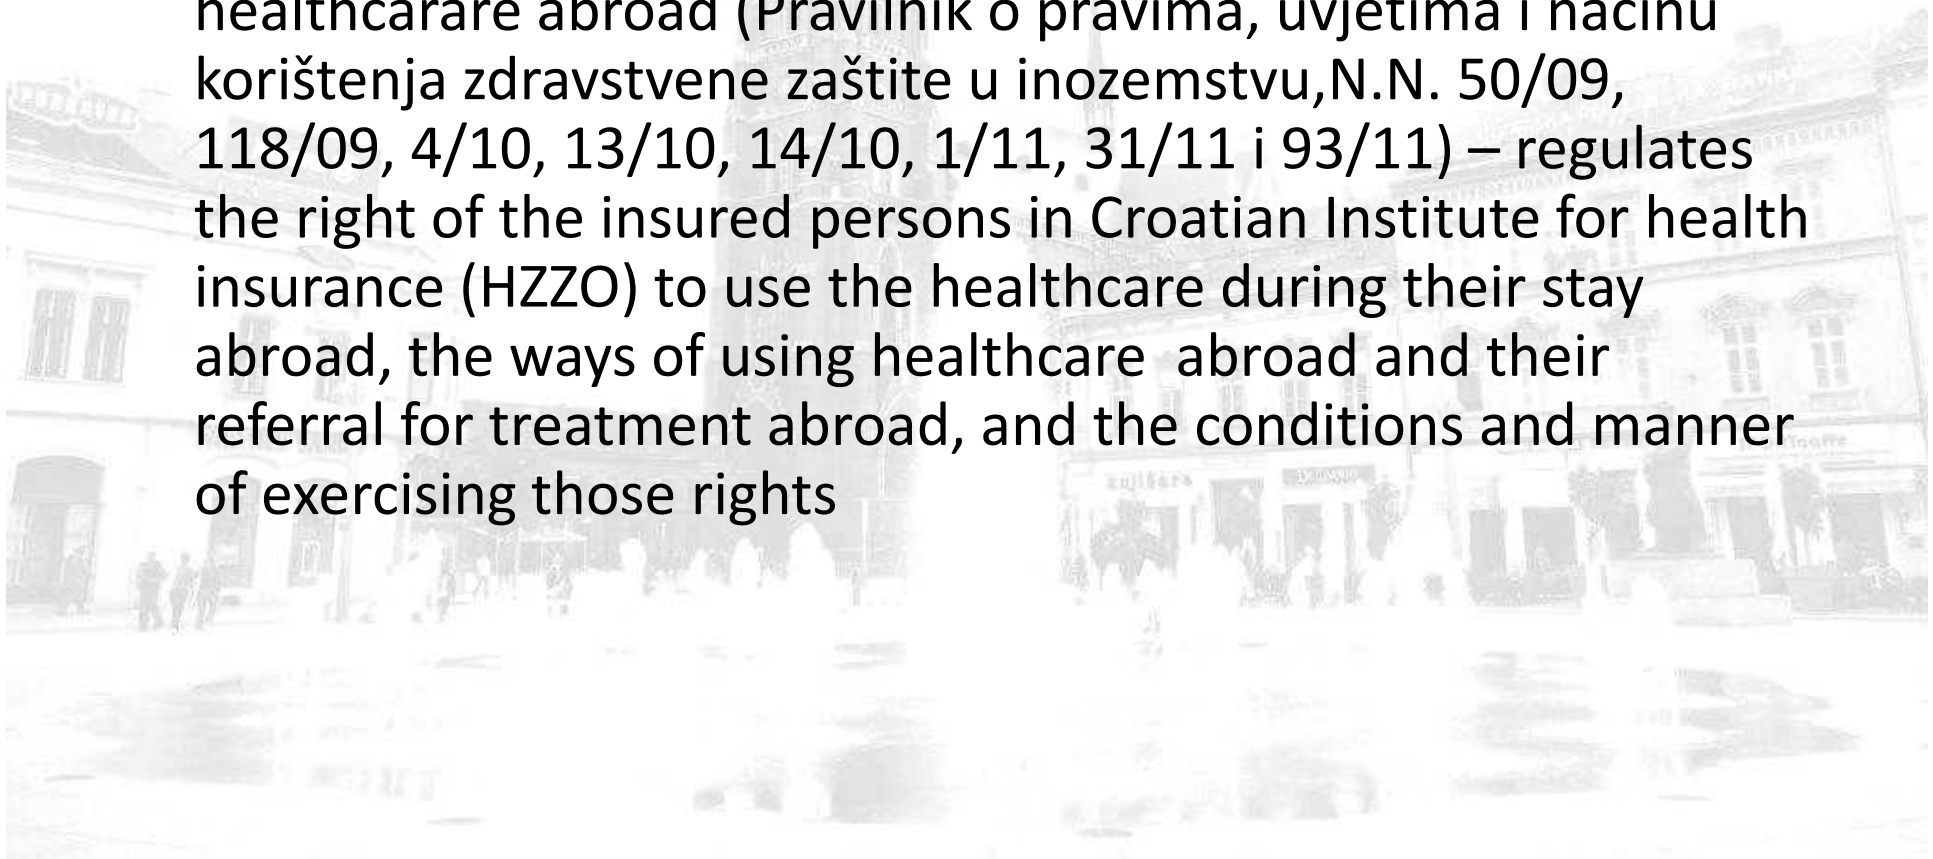 healthcarare abroad (Pravilnik o pravima, uvjetima i načinu
korištenja zdravstvene zaštite u inozemstvu,N.N. 50/09,
118/09, 4/10, 13/10, 14/10, 1/11, 31/11 i 93/11) – regulates
the right of the insured persons in Croatian Institute for health
insurance (HZZO) to use the healthcare during their stay
abroad, the ways of using healthcare  abroad and their
referral for treatment abroad, and the conditions and manner
of exercising those rights